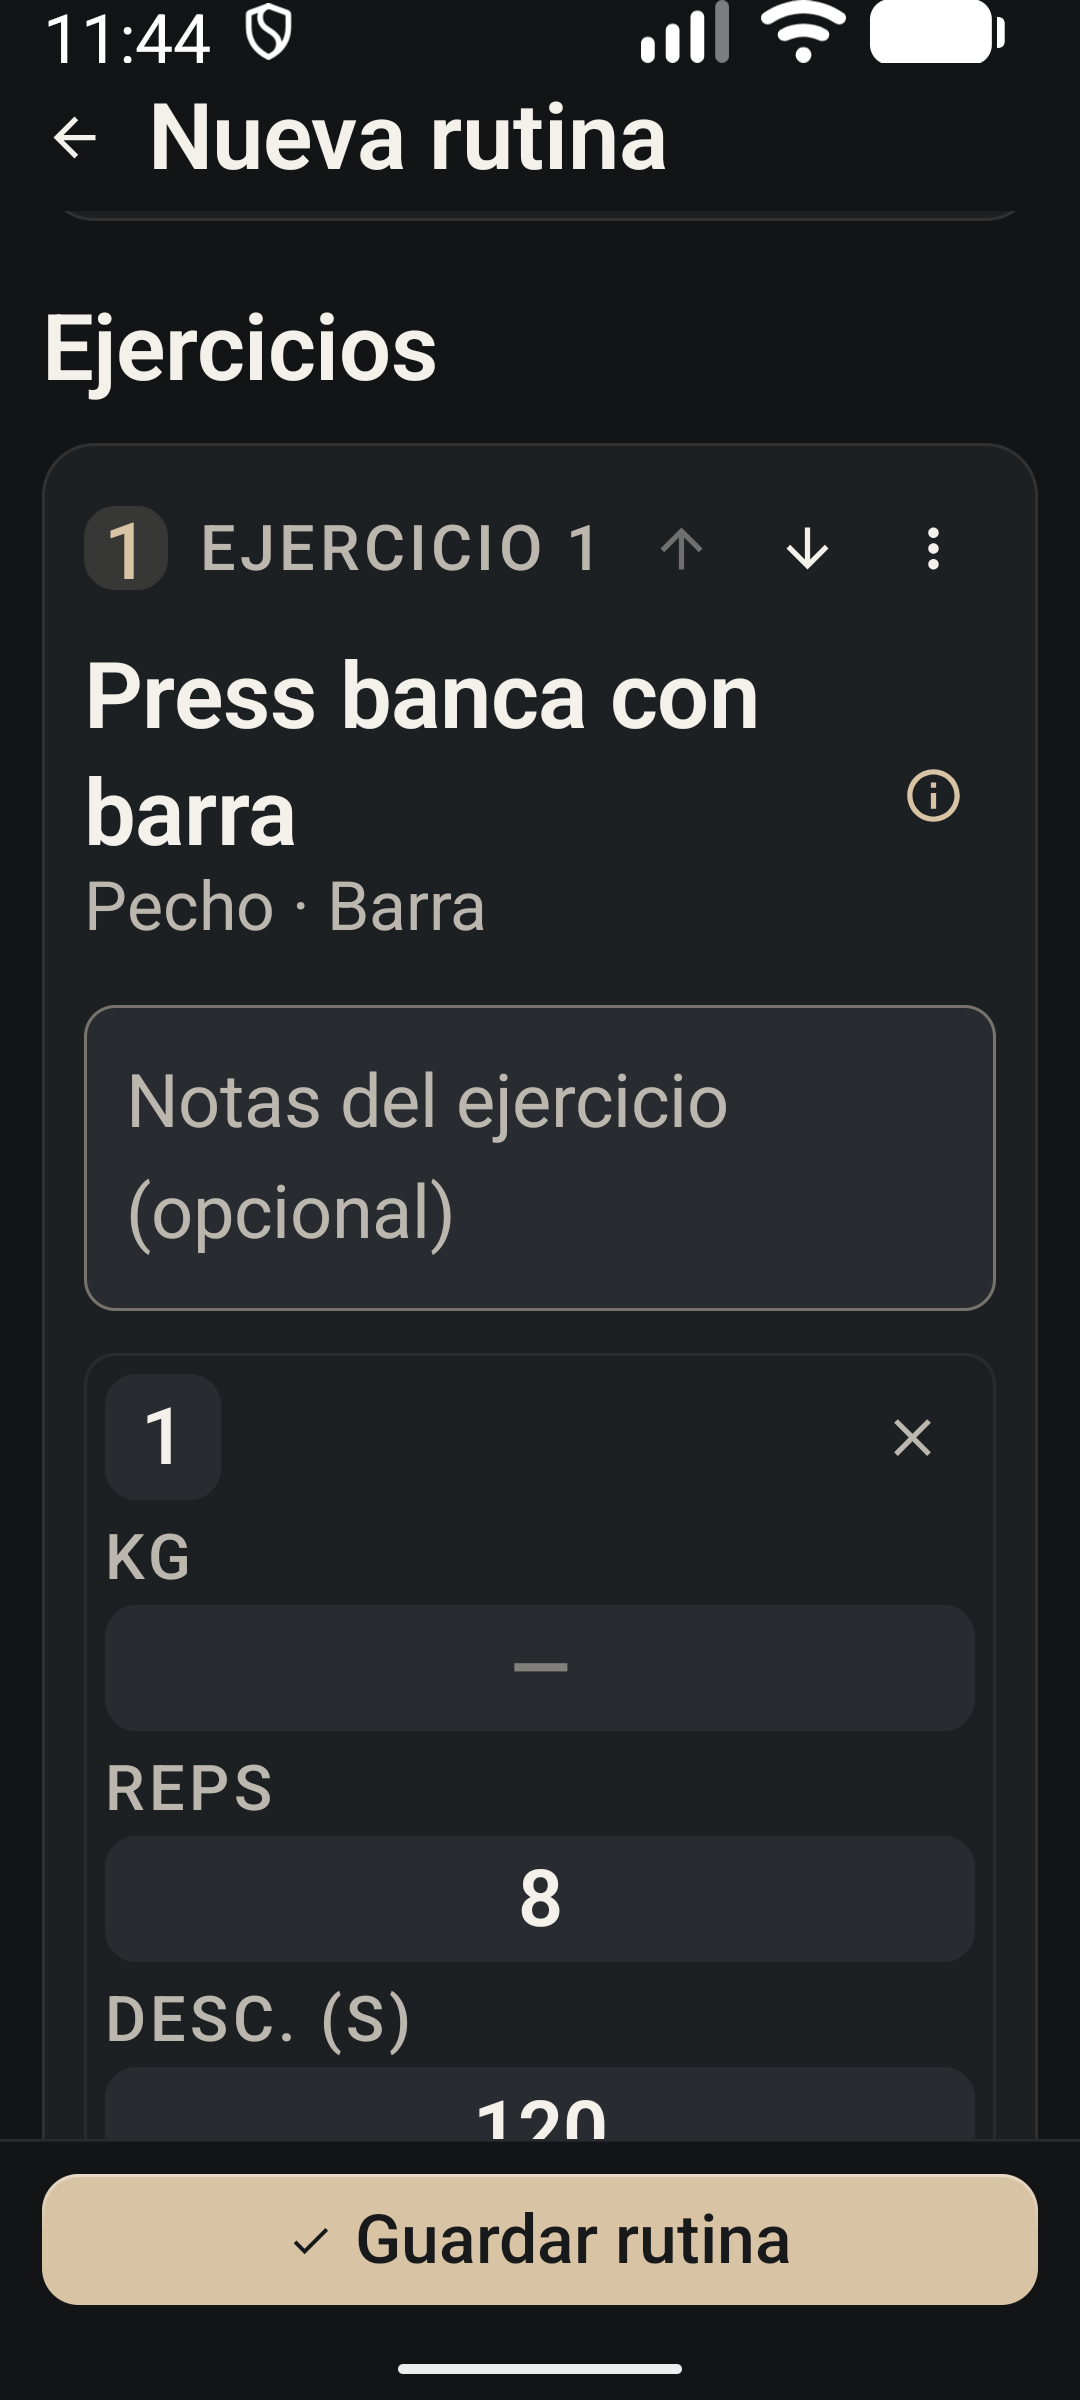 11:44
Nueva rutina
Ejercicios
1 EJERCICIO 1
Press banca con
barra
Pecho · Barra
Notas del ejercicio
(opcional)
1
KG
—
REPS
8
DESC. (S)
120
Guardar rutina